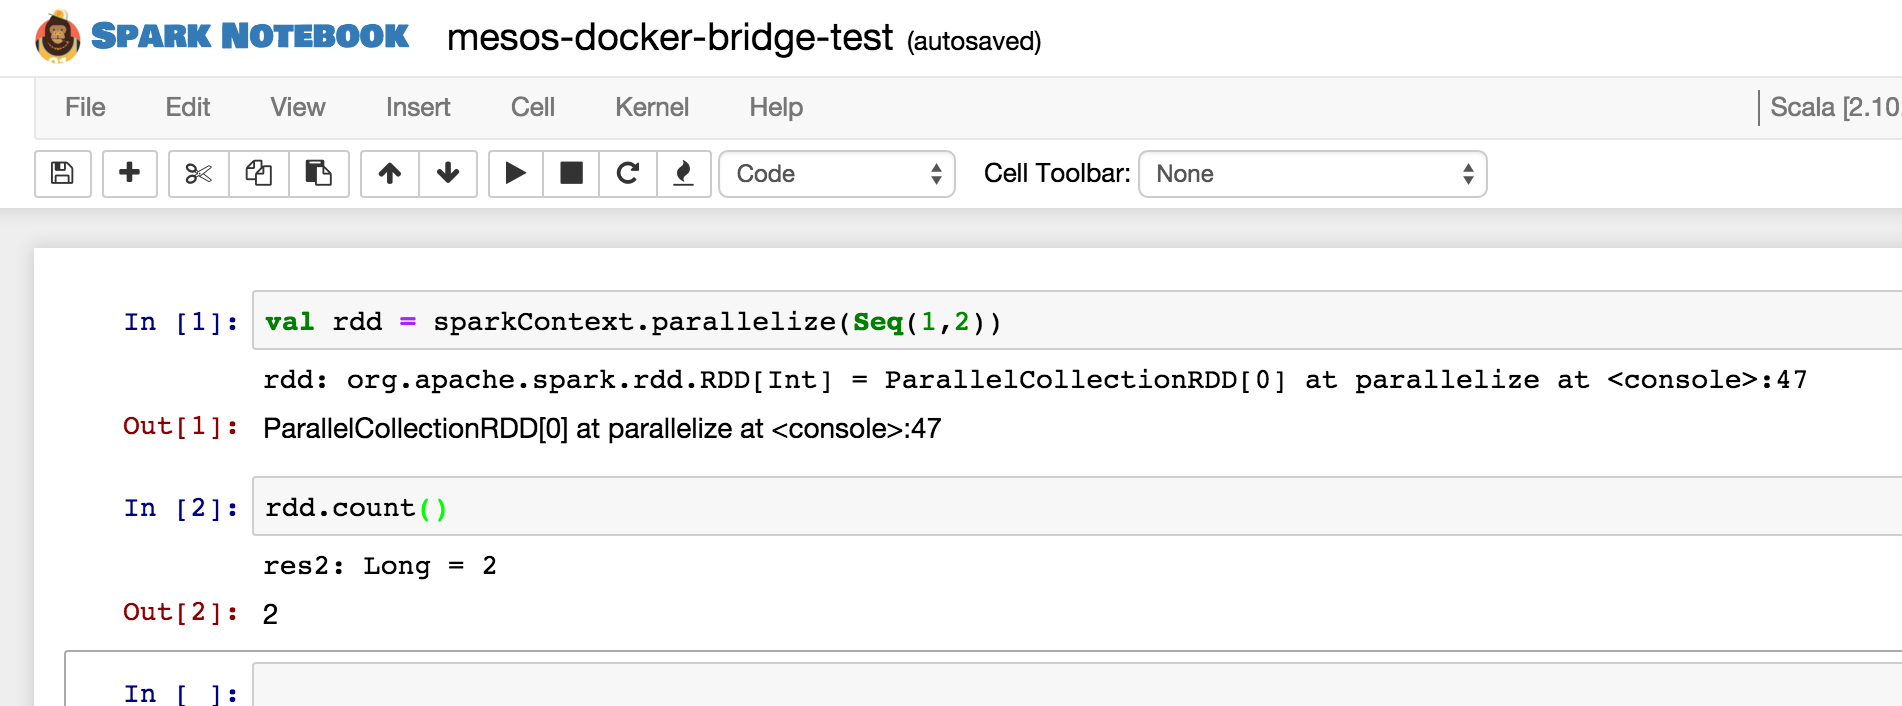 SPARK NOTEBOOK mesos-docker-bridge-test (autosaved)
File Edit View Insert Cell Kernel Help Scala [2.10.
Code Cell Toolbar: None
In [1]: val rdd = sparkContext.parallelize(Seq(1,2))
rdd: org.apache.spark.rdd.RDD[Int] = ParallelCollectionRDD[0] at parallelize at <console>:47
Out[1]: ParallelCollectionRDD[0] at parallelize at <console>:47
In [2]: rdd.count()
res2: Long = 2
Out[2]: 2
In [ ]: